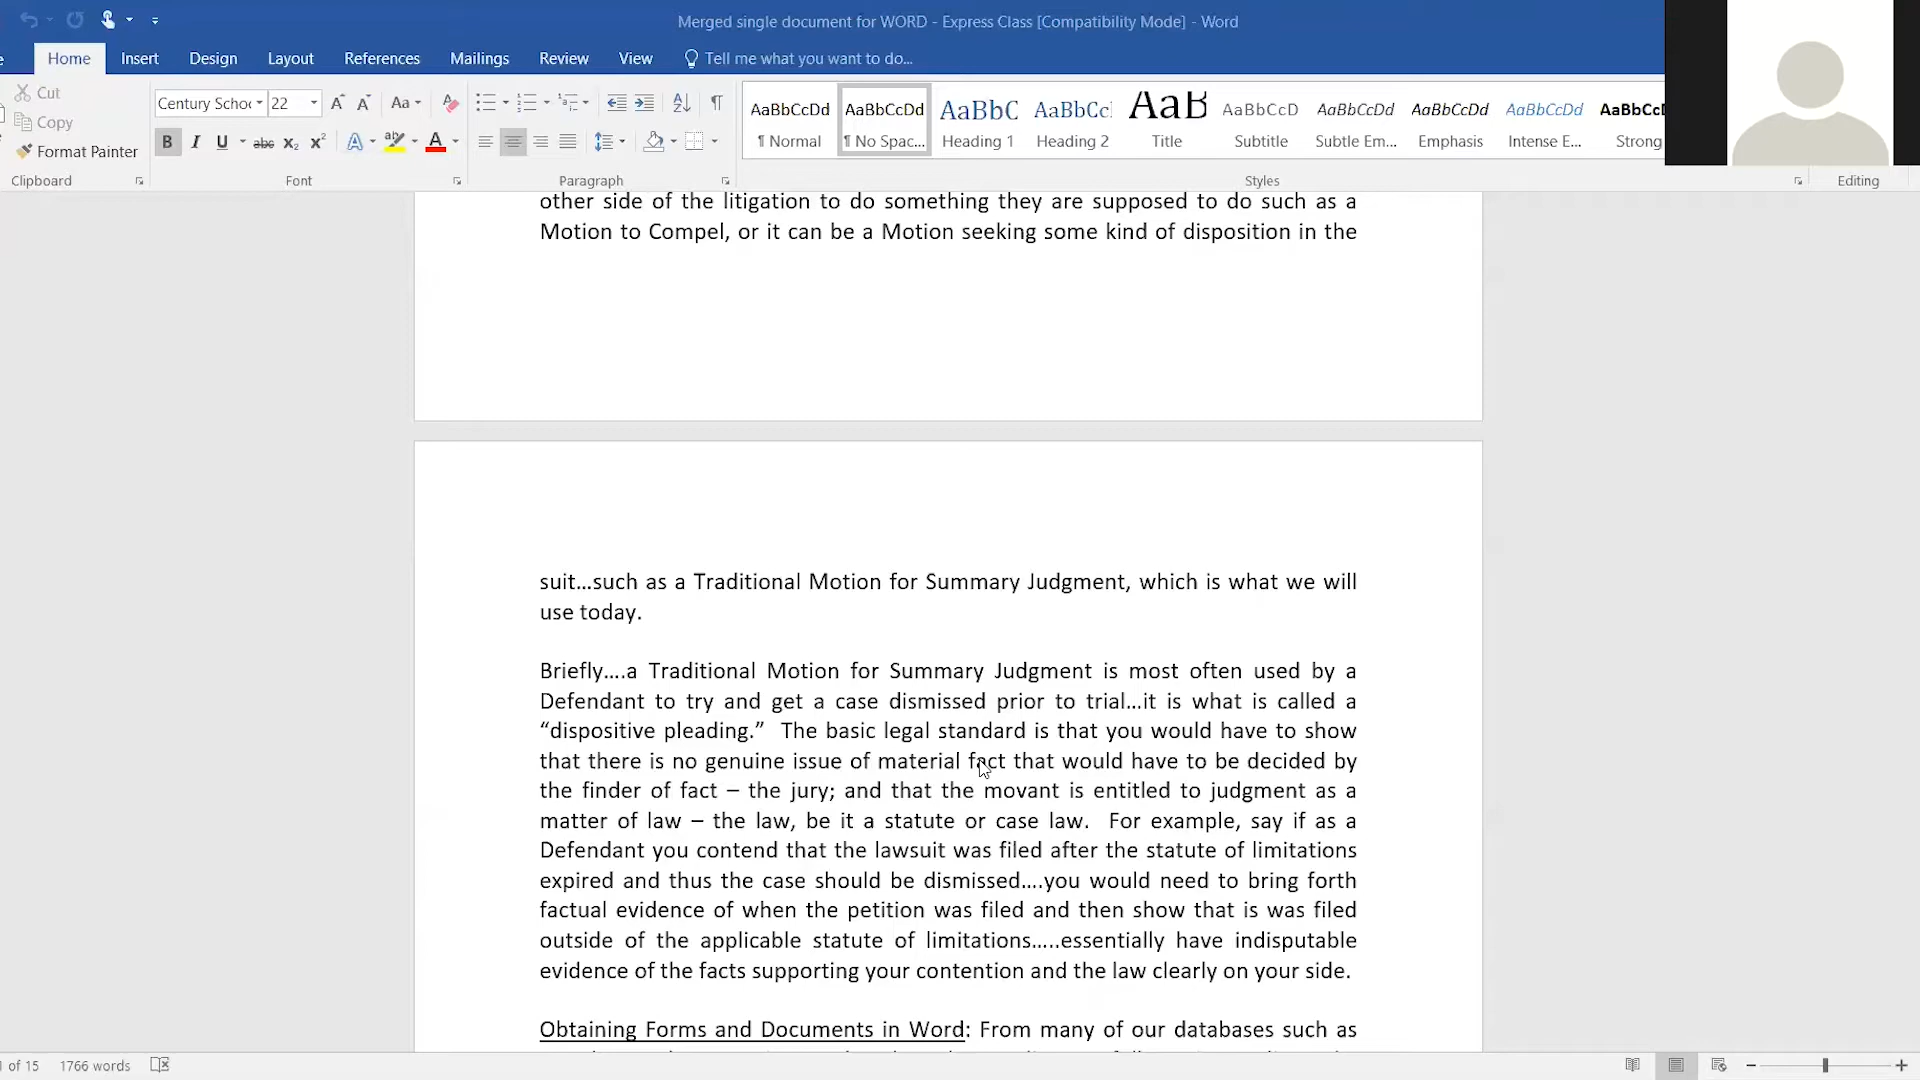 Merged single document for WORD - Express Class [Compatibility Mode] - Word
Home Insert Design Layout References Mailings Review View Tell me what you want to do...
Cut
Copy
Format Painter
Clipboard
Century Schoo 22
Font
Paragraph
AaBbCcDd AaBbCcDd AaBbC AaBbCc AaB AaBbCcD AaBbCcDd AaBbCcDd AaBbCcDd AaBbCcD
¶ Normal ¶ No Spac... Heading 1 Heading 2 Title Subtitle Subtle Em... Emphasis Intense E... Strong
Styles
Editing
other side of the litigation to do something they are supposed to do such as a
Motion to Compel, or it can be a Motion seeking some kind of disposition in the
suit…such as a Traditional Motion for Summary Judgment, which is what we will
use today.
Briefly….a Traditional Motion for Summary Judgment is most often used by a
Defendant to try and get a case dismissed prior to trial…it is what is called a
“dispositive pleading.”  The basic legal standard is that you would have to show
that there is no genuine issue of material fact that would have to be decided by
the finder of fact – the jury; and that the movant is entitled to judgment as a
matter of law – the law, be it a statute or case law.  For example, say if as a
Defendant you contend that the lawsuit was filed after the statute of limitations
expired and thus the case should be dismissed….you would need to bring forth
factual evidence of when the petition was filed and then show that is was filed
outside of the applicable statute of limitations…..essentially have indisputable
evidence of the facts supporting your contention and the law clearly on your side.
Obtaining Forms and Documents in Word: From many of our databases such as
of 15 1766 words